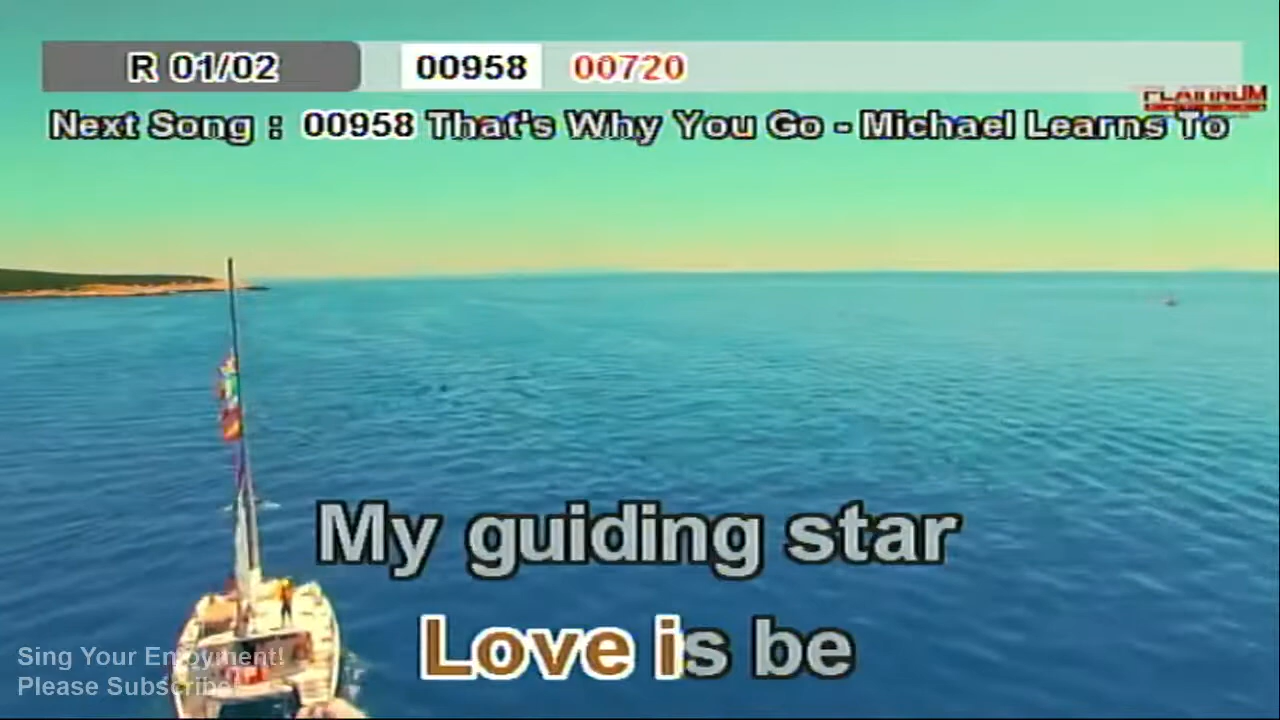 R 01/02 00958 00720
PLATINUM
Next Song : 00958 That's Why You Go - Michael Learns To
My guiding star
Love is be
Sing Your Enjoyment!
Please Subscribe!